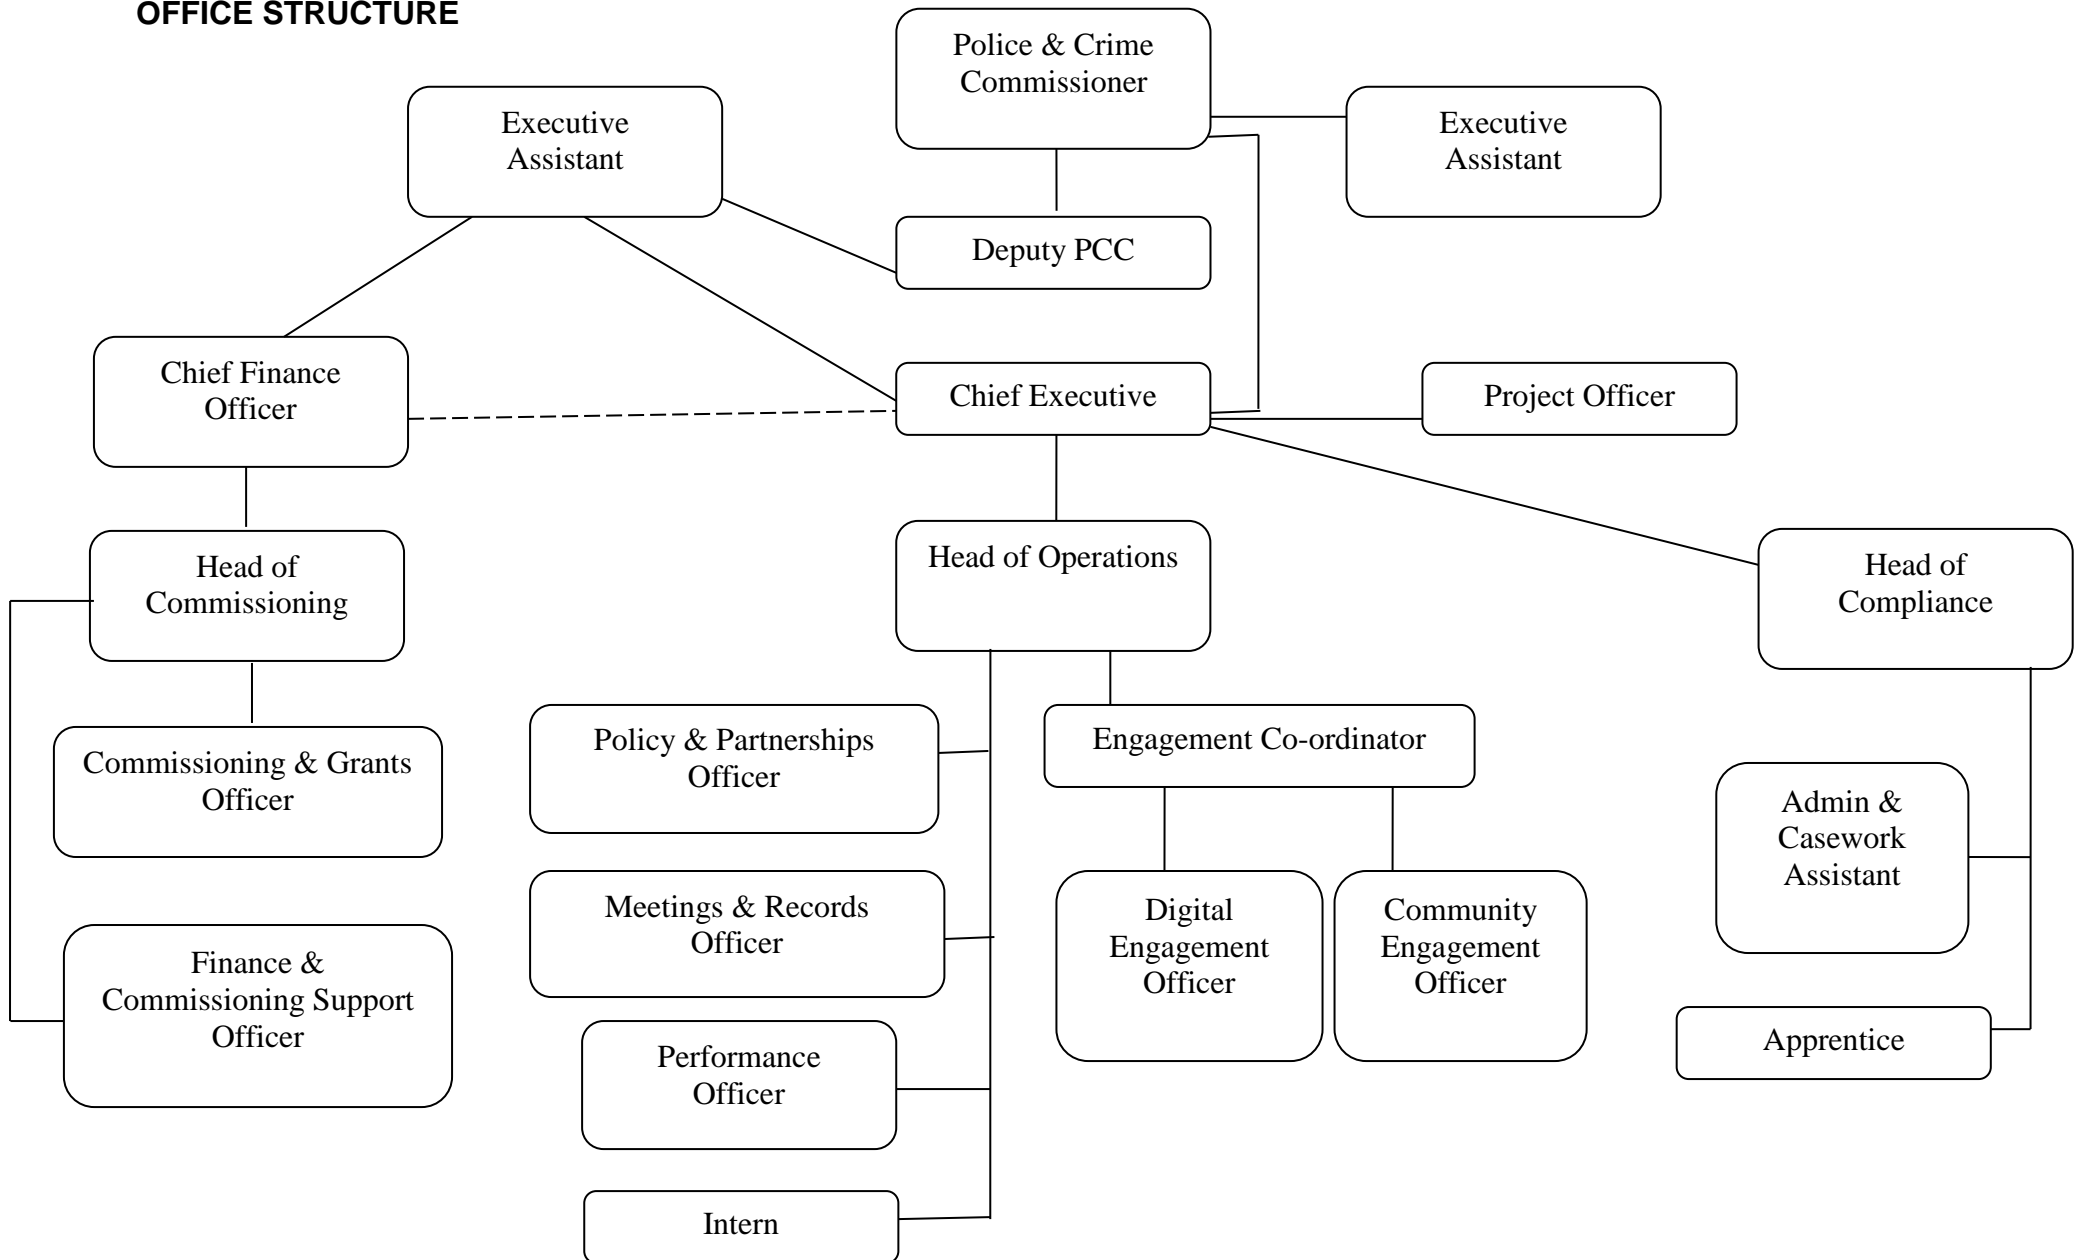 OFFICE STRUCTURE
Police & Crime
Commissioner
Executive
Assistant
Executive
Assistant
Deputy PCC
Chief Finance
Officer
Chief Executive
Project Officer
Head of
Commissioning
Head of Operations
Head of
Compliance
Commissioning & Grants
Officer
Policy & Partnerships
Officer
Engagement Co-ordinator
Admin &
Casework
Assistant
Meetings & Records
Officer
Digital
Engagement
Officer
Community
Engagement
Officer
Finance &
Commissioning Support
Officer
Performance
Officer
Apprentice
Intern